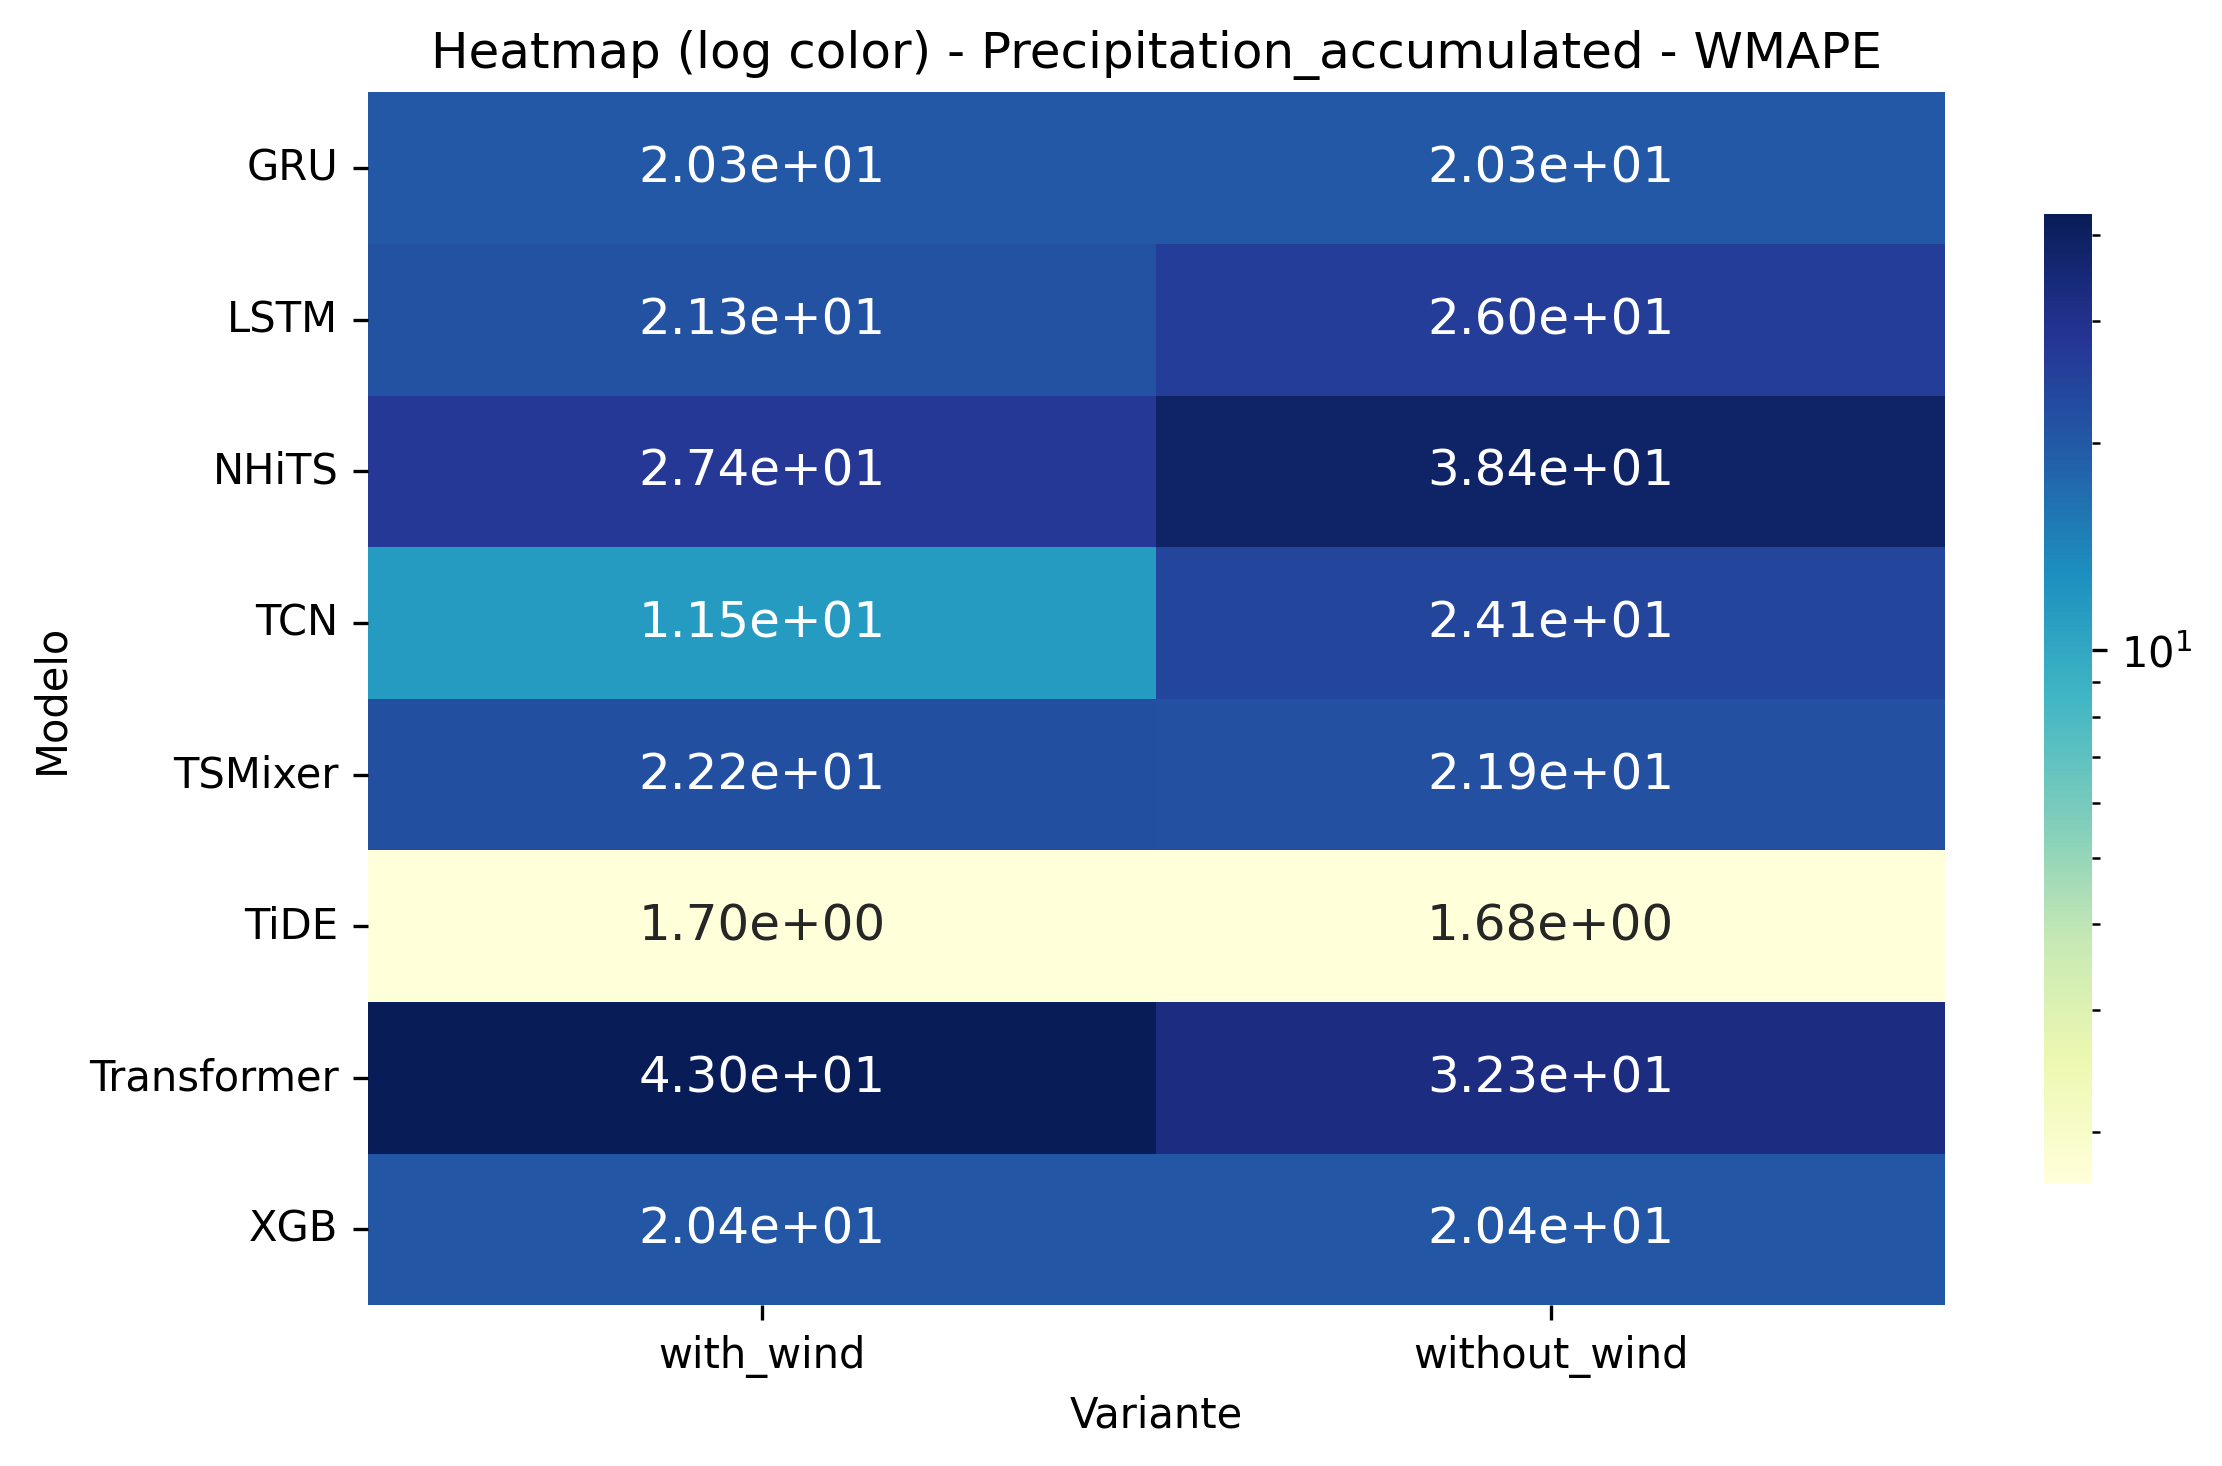 Heatmap (log color) - Precipitation_accumulated - WMAPE
Modelo
GRU 2.03e+01 2.03e+01
LSTM 2.13e+01 2.60e+01
NHiTS 2.74e+01 3.84e+01
TCN 1.15e+01 2.41e+01
TSMixer 2.22e+01 2.19e+01
TiDE 1.70e+00 1.68e+00
Transformer 4.30e+01 3.23e+01
XGB 2.04e+01 2.04e+01
with_wind without_wind
Variante
10¹